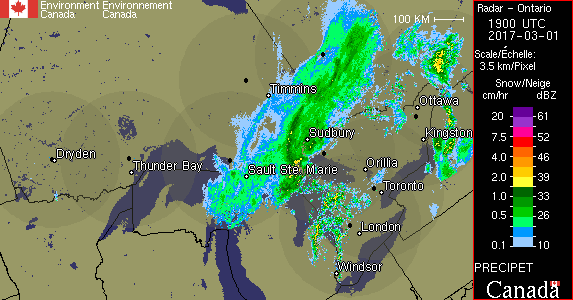 Environment Environnement
Canada Canada
Radar - Ontario
1900 UTC
2017-03-01
100 KM
Scale/Échelle:
3.5 km/Pixel
Snow/Neige
cm/hr dBZ
20 61
7.5 52
4.0 46
2.0 39
1.0 33
0.5 26
0.1 10
PRECIPET
Canada
Timmins
Ottawa
Sudbury
Kingston
Dryden
Thunder Bay
Sault Ste. Marie
Orillia
Toronto
London
Windsor